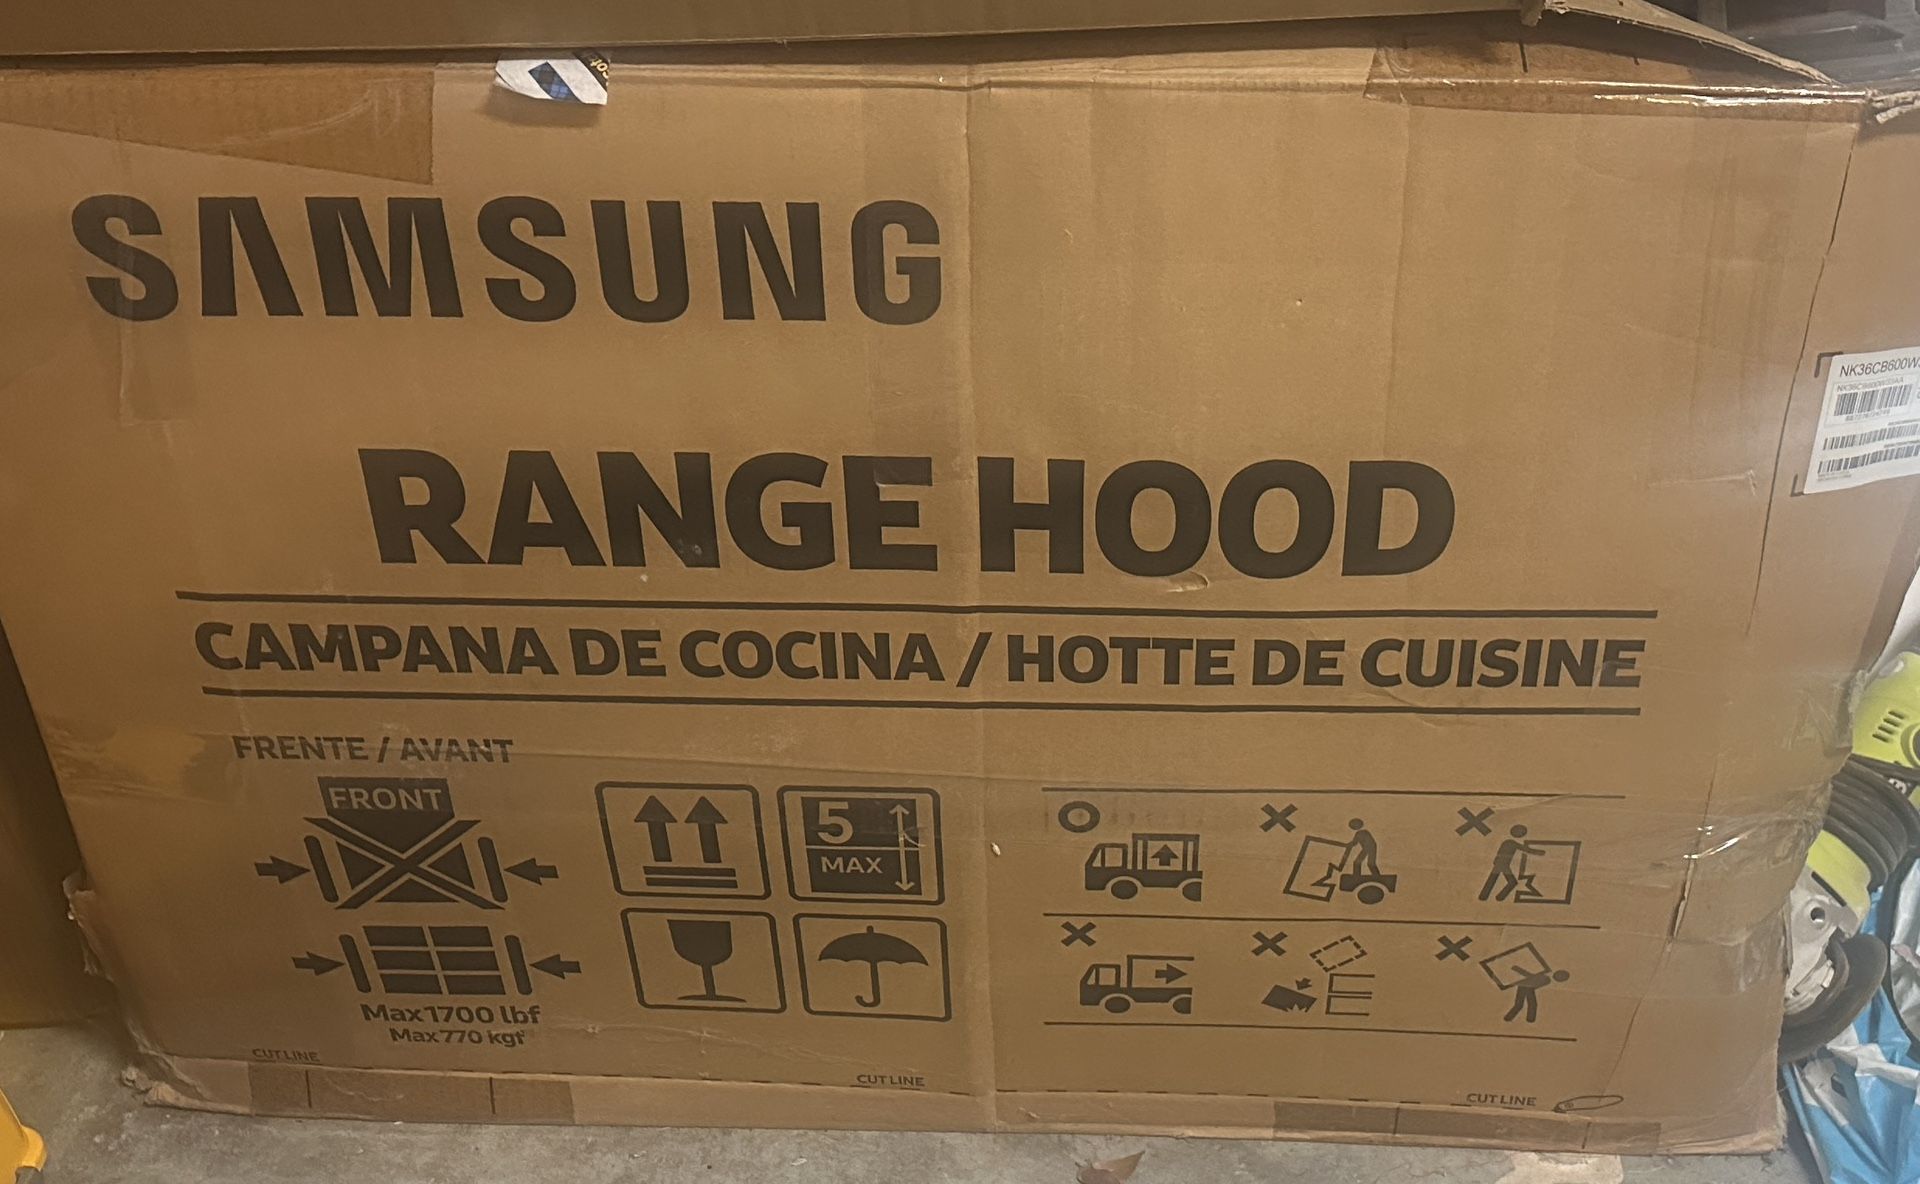 SAMSUNG
RANGE HOOD
CAMPANA DE COCINA / HOTTE DE CUISINE
FRENTE / AVANT
FRONT
5
MAX
Max 1700 lbf
Max 770 kgf
CUT LINE
CUT LINE
CUT LINE
NK36CB600W